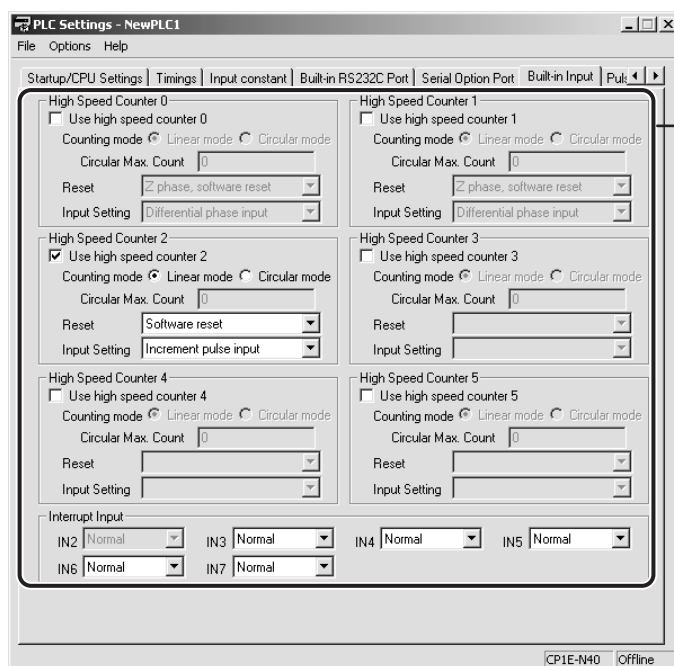 PLC Settings - NewPLC1
File Options Help
Startup/CPU Settings Timings Input constant Built-in RS232C Port Serial Option Port Built-in Input
High Speed Counter 0
Use high speed counter 0
Counting mode Linear mode Circular mode
Circular Max. Count 0
Reset Z phase, software reset
Input Setting Differential phase input
High Speed Counter 1
Use high speed counter 1
Counting mode Linear mode Circular mode
Circular Max. Count 0
Reset Z phase, software reset
Input Setting Differential phase input
High Speed Counter 2
Use high speed counter 2
Counting mode Linear mode Circular mode
Circular Max. Count 0
Reset Software reset
Input Setting Increment pulse input
High Speed Counter 3
Use high speed counter 3
Counting mode Linear mode Circular mode
Circular Max. Count 0
Reset
Input Setting
High Speed Counter 4
Use high speed counter 4
Counting mode Linear mode Circular mode
Circular Max. Count 0
Reset
Input Setting
High Speed Counter 5
Use high speed counter 5
Counting mode Linear mode Circular mode
Circular Max. Count 0
Reset
Input Setting
Interrupt Input
IN2 Normal IN3 Normal IN4 Normal IN5 Normal
IN6 Normal IN7 Normal
CP1E-N40 Offline